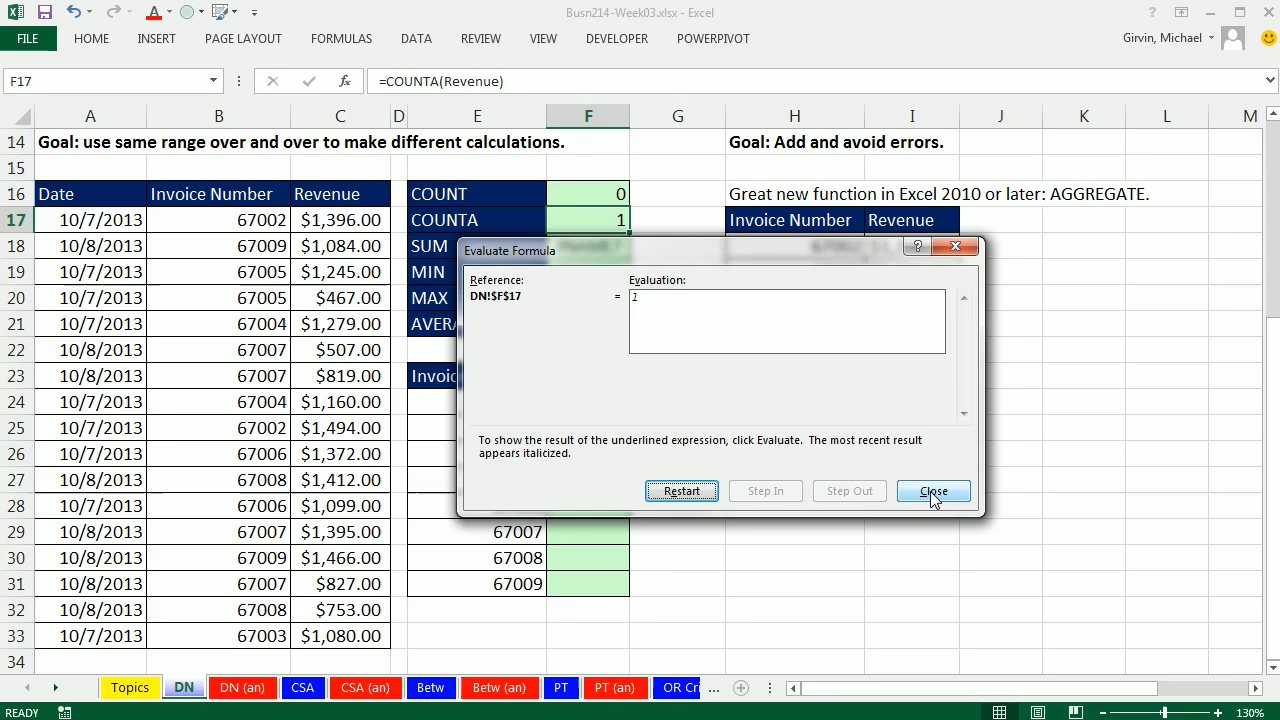 Busn214-Week03.xlsx - Excel
FILE HOME INSERT PAGE LAYOUT FORMULAS DATA REVIEW VIEW DEVELOPER POWERPIVOT Girvin, Michael
F17 fx =COUNTA(Revenue)
A B C D E F G H I J K L M
14 Goal: use same range over and over to make different calculations. Goal: Add and avoid errors.
15
16 Date Invoice Number Revenue COUNT 0 Great new function in Excel 2010 or later: AGGREGATE.
17 10/7/2013 67002 $1,396.00 COUNTA 1 Invoice Number Revenue
18 10/8/2013 67009 $1,084.00 SUM
19 10/7/2013 67005 $1,245.00 MIN
20 10/7/2013 67005 $467.00 MAX
21 10/7/2013 67004 $1,279.00 AVERA
22 10/8/2013 67007 $507.00
23 10/8/2013 67007 $819.00 Invoic
24 10/7/2013 67004 $1,160.00
25 10/7/2013 67002 $1,494.00
26 10/7/2013 67006 $1,372.00
27 10/7/2013 67008 $1,412.00
28 10/7/2013 67006 $1,099.00
29 10/8/2013 67007 $1,395.00 67007
30 10/8/2013 67009 $1,466.00 67008
31 10/8/2013 67007 $827.00 67009
32 10/8/2013 67008 $753.00
33 10/7/2013 67003 $1,080.00
34
Evaluate Formula
Reference: Evaluation:
DN!$F$17 = 1
To show the result of the underlined expression, click Evaluate. The most recent result
appears italicized.
Restart Step In Step Out Close
Topics DN DN (an) CSA CSA (an) Betw Betw (an) PT PT (an) OR Cri ...
READY 130%